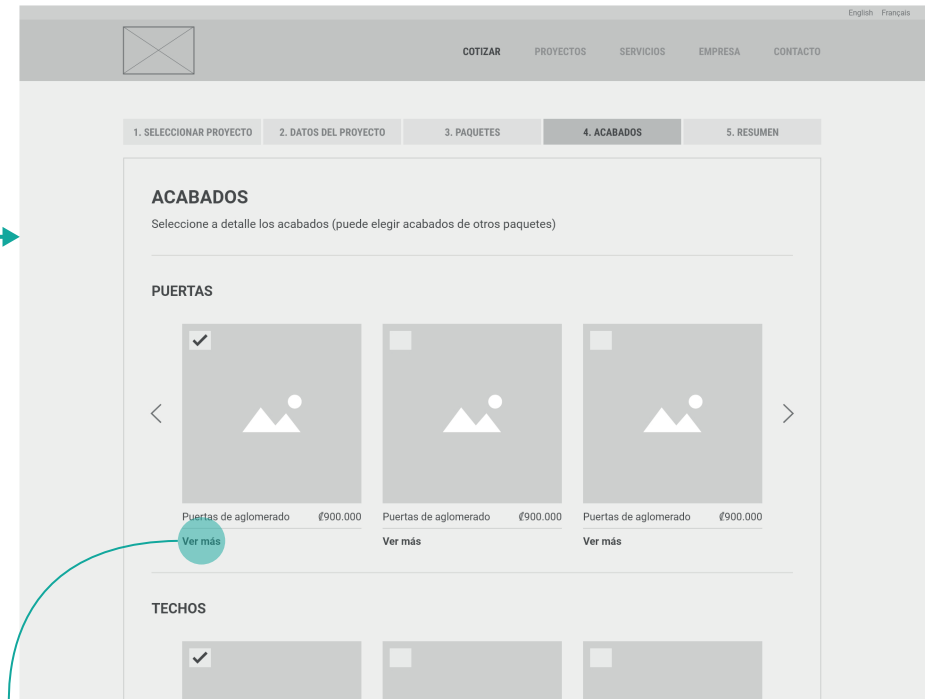 English Français
COTIZAR PROYECTOS SERVICIOS EMPRESA CONTACTO
1. SELECCIONAR PROYECTO 2. DATOS DEL PROYECTO 3. PAQUETES 4. ACABADOS 5. RESUMEN
ACABADOS
Seleccione a detalle los acabados (puede elegir acabados de otros paquetes)
PUERTAS
Puertas de aglomerado ₡900.000 Puertas de aglomerado ₡900.000 Puertas de aglomerado ₡900.000
Ver más Ver más Ver más
TECHOS